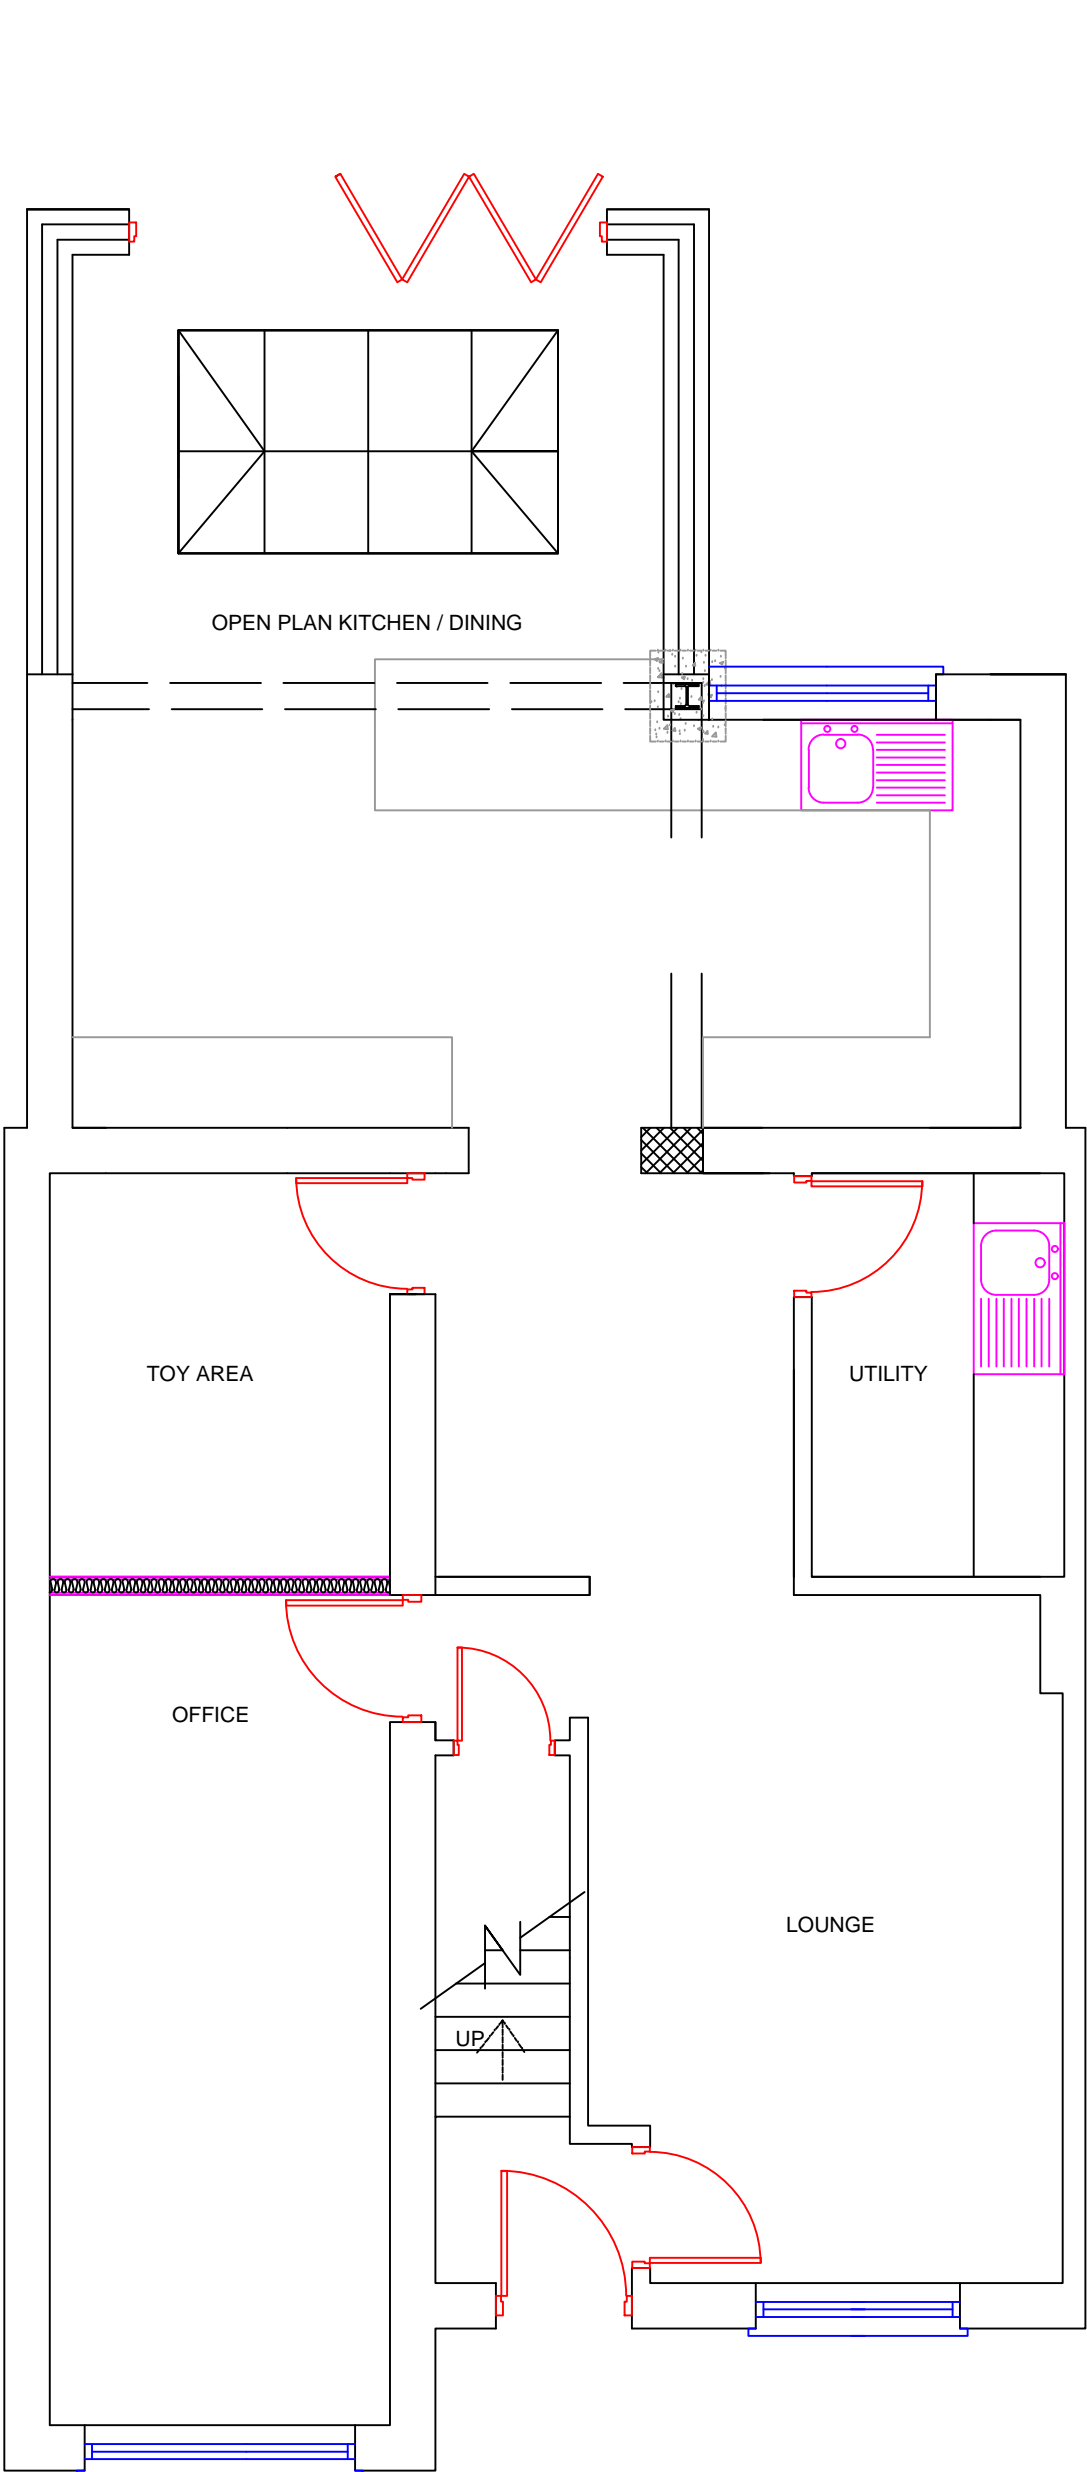 OPEN PLAN KITCHEN / DINING
TOY AREA
UTILITY
OFFICE
LOUNGE
UP